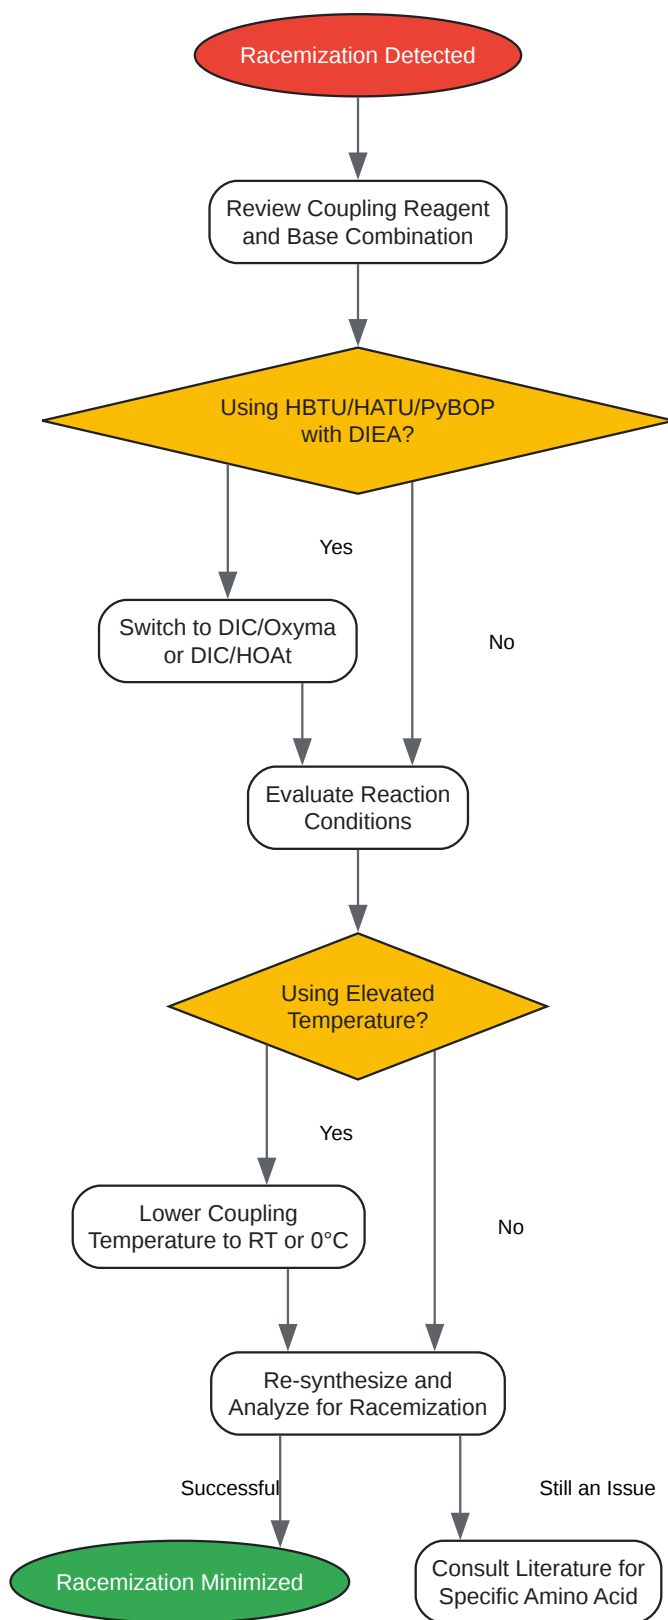 Racemization Detected
Review Coupling Reagent
and Base Combination
Using HBTU/HATU/PyBOP
with DIEA?
Yes
Switch to DIC/Oxyma
or DIC/HOAt
No
Evaluate Reaction
Conditions
Using Elevated
Temperature?
Yes
Lower Coupling
Temperature to RT or 0°C
No
Re-synthesize and
Analyze for Racemization
Successful
Still an Issue
Racemization Minimized
Consult Literature for
Specific Amino Acid